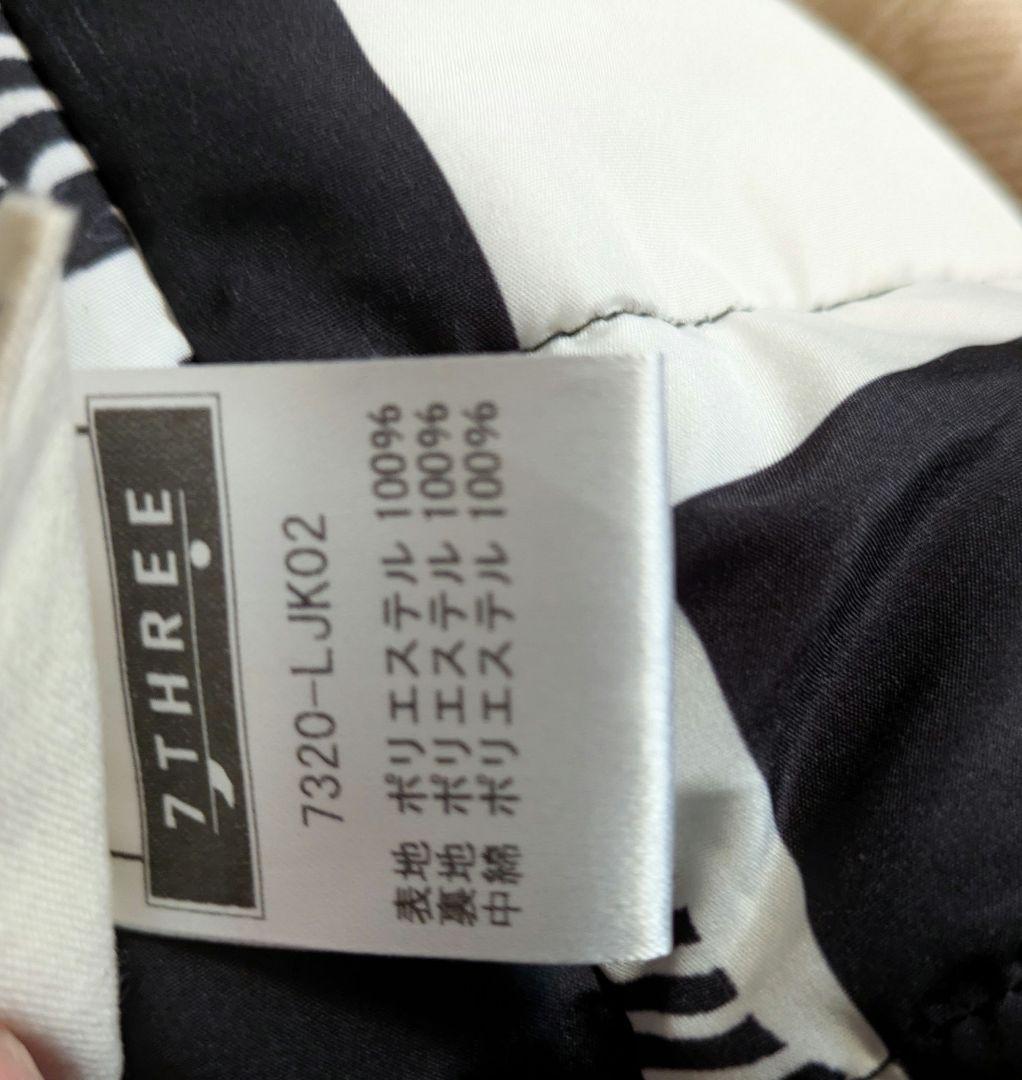 7THREE
7320-LJK02
表地 ポリエステル 100%
裏地 ポリエステル 100%
中綿 ポリエステル 100%